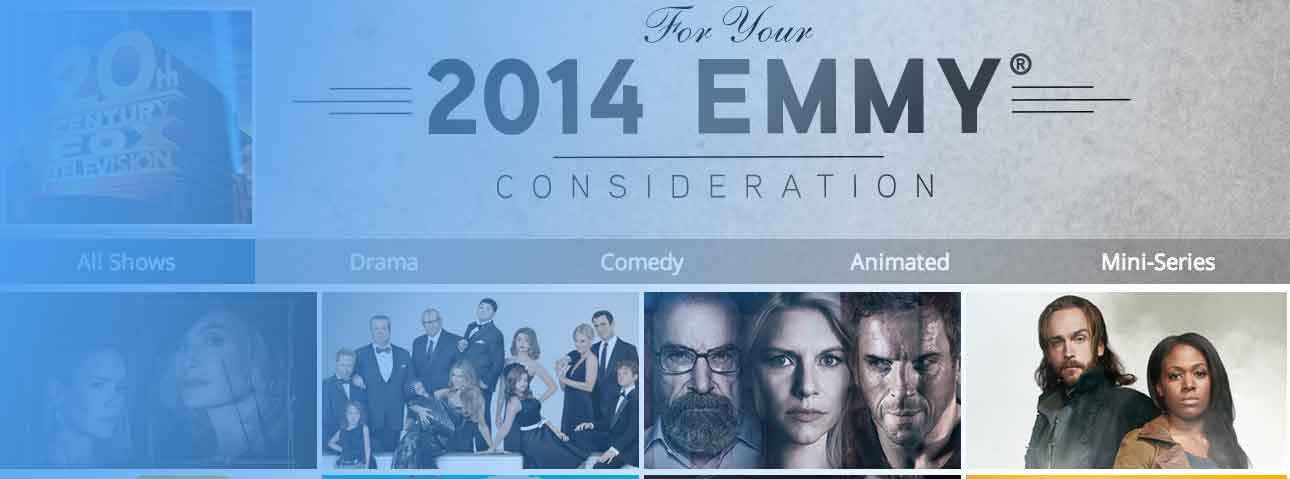 20th
CENTURY
FOX
TELEVISION
For Your
2014 EMMY®
CONSIDERATION
All Shows
Drama
Comedy
Animated
Mini-Series